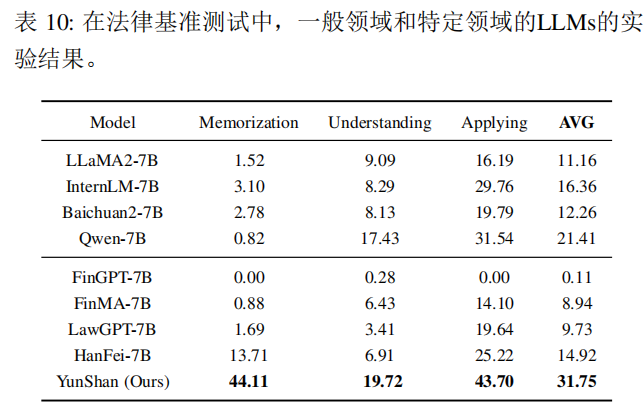 表 10: 在法律基准测试中，一般领域和特定领域的LLMs的实
验结果。
Model Memorization Understanding Applying AVG
LLaMA2-7B 1.52 9.09 16.19 11.16
InternLM-7B 3.10 8.29 29.76 16.36
Baichuan2-7B 2.78 8.13 19.79 12.26
Qwen-7B 0.82 17.43 31.54 21.41
FinGPT-7B 0.00 0.28 0.00 0.11
FinMA-7B 0.88 6.43 14.10 8.94
LawGPT-7B 1.69 3.41 19.64 9.73
HanFei-7B 13.71 6.91 25.22 14.92
YunShan (Ours) 44.11 19.72 43.70 31.75